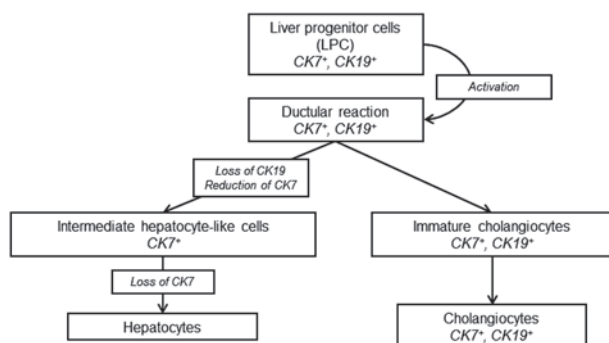 Liver progenitor cells
(LPC)
CK7⁺, CK19⁺
Activation
Ductular reaction
CK7⁺, CK19⁺
Loss of CK19
Reduction of CK7
Intermediate hepatocyte-like cells
CK7⁺
Immature cholangiocytes
CK7⁺, CK19⁺
Loss of CK7
Hepatocytes
Cholangiocytes
CK7⁺, CK19⁺